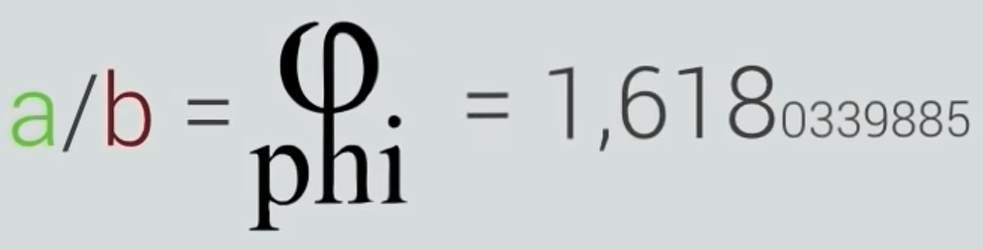 a/b = φ = 1,6180339885
phi